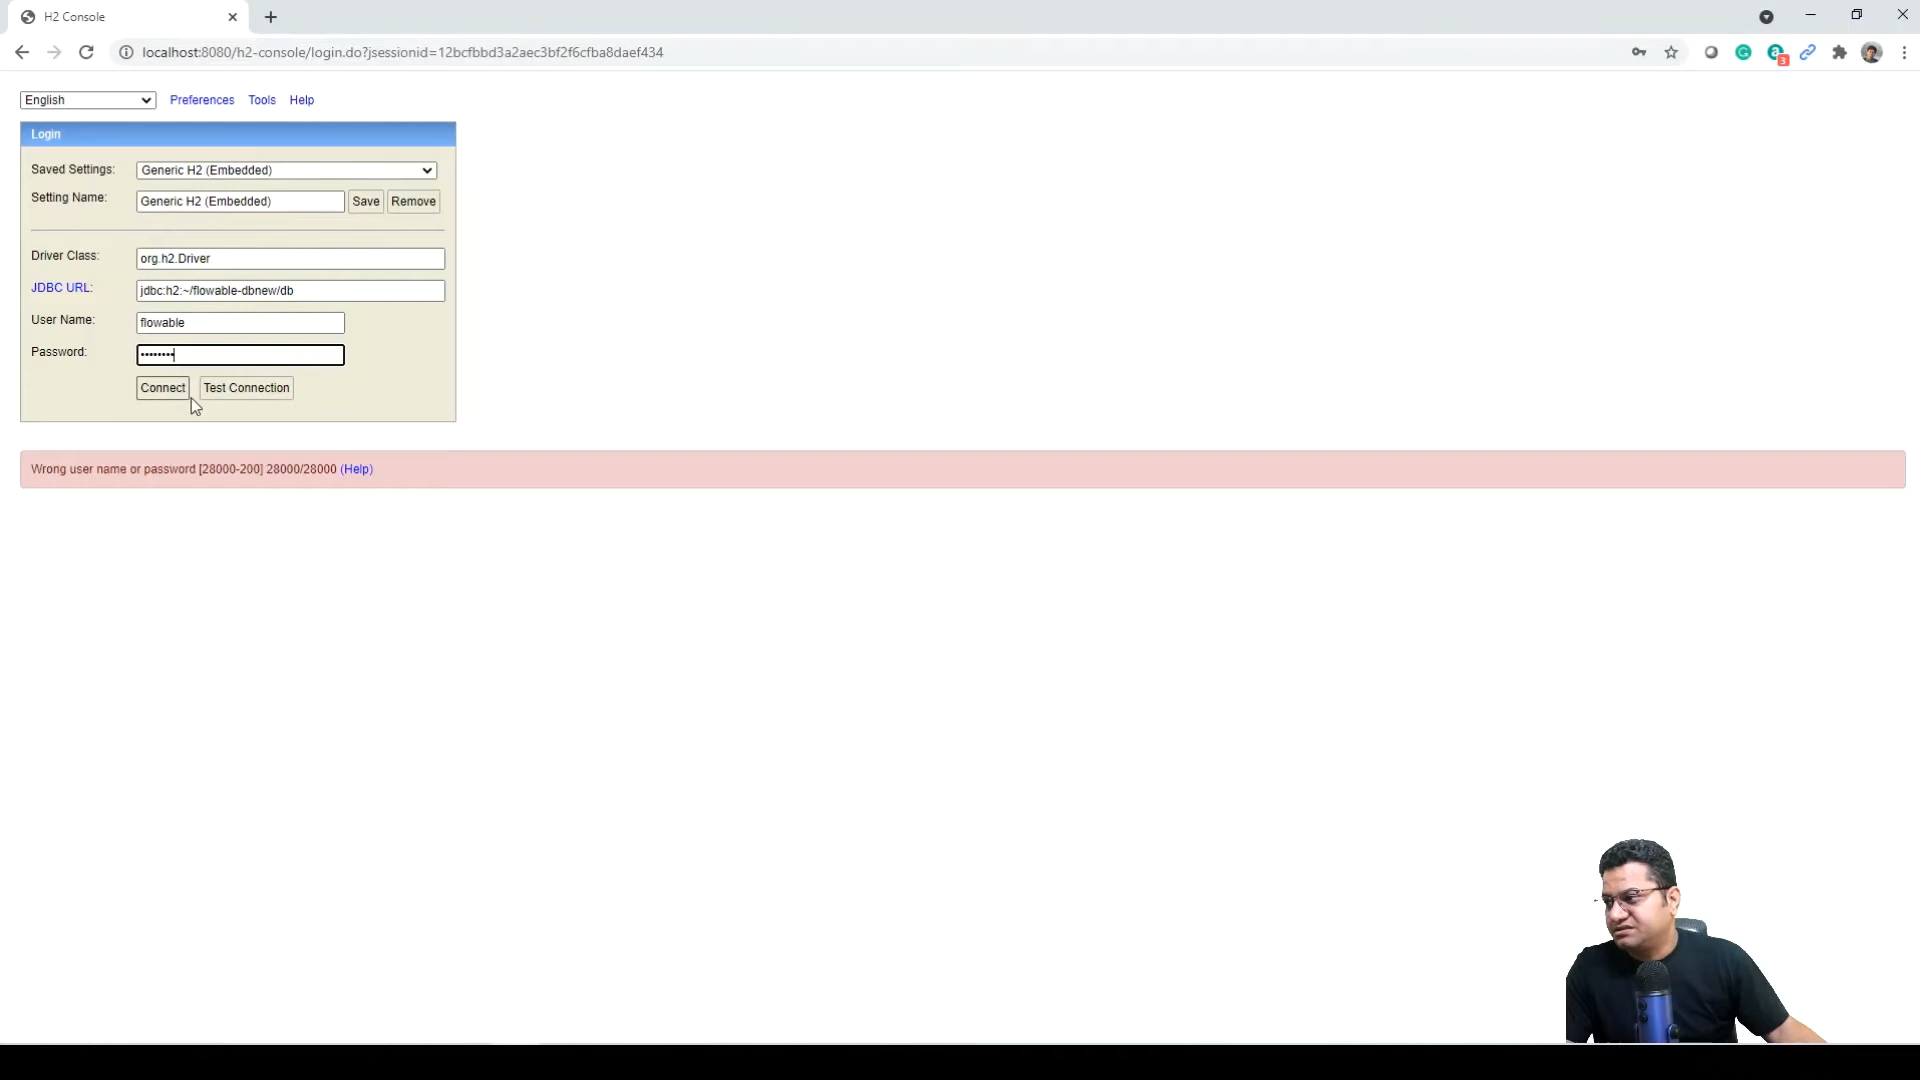 H2 Console
localhost:8080/h2-console/login.do?jsessionid=12bcfbbd3a2aec3bf2f6cfba8daef434
3
English
Preferences
Tools
Help
Login
Saved Settings:
Generic H2 (Embedded)
Setting Name:
Generic H2 (Embedded)
Save
Remove
Driver Class:
org.h2.Driver
JDBC URL:
jdbc:h2:~/flowable-dbnew/db
User Name:
flowable
Password:
••••••••
Connect
Test Connection
Wrong user name or password [28000-200] 28000/28000 (Help)